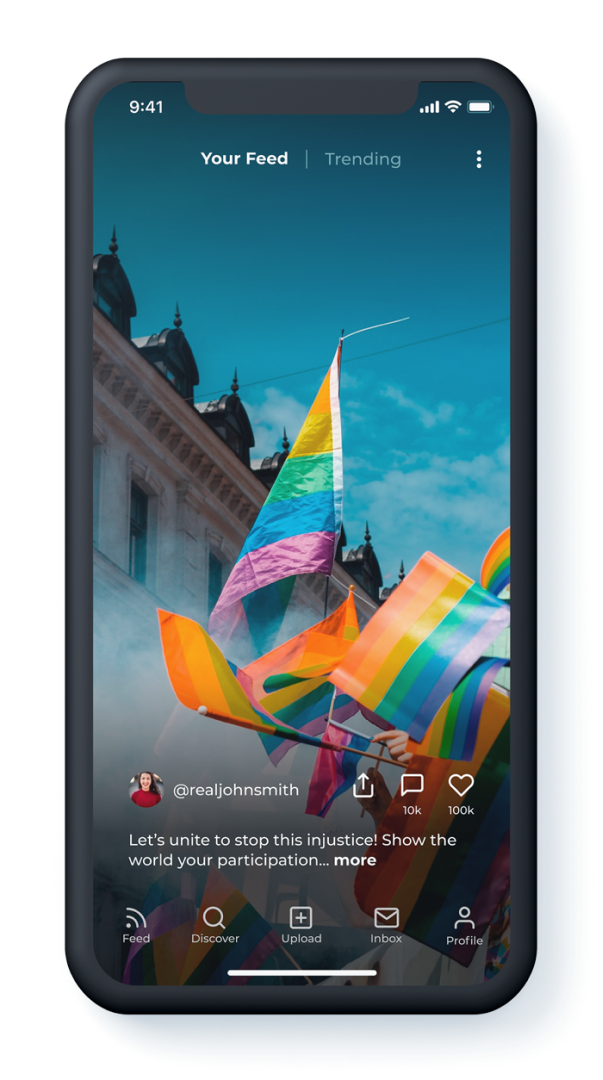 9:41
Your Feed | Trending
@realjohnsmith
10k 100k
Let's unite to stop this injustice! Show the
world your participation... more
Feed Discover Upload Inbox Profile